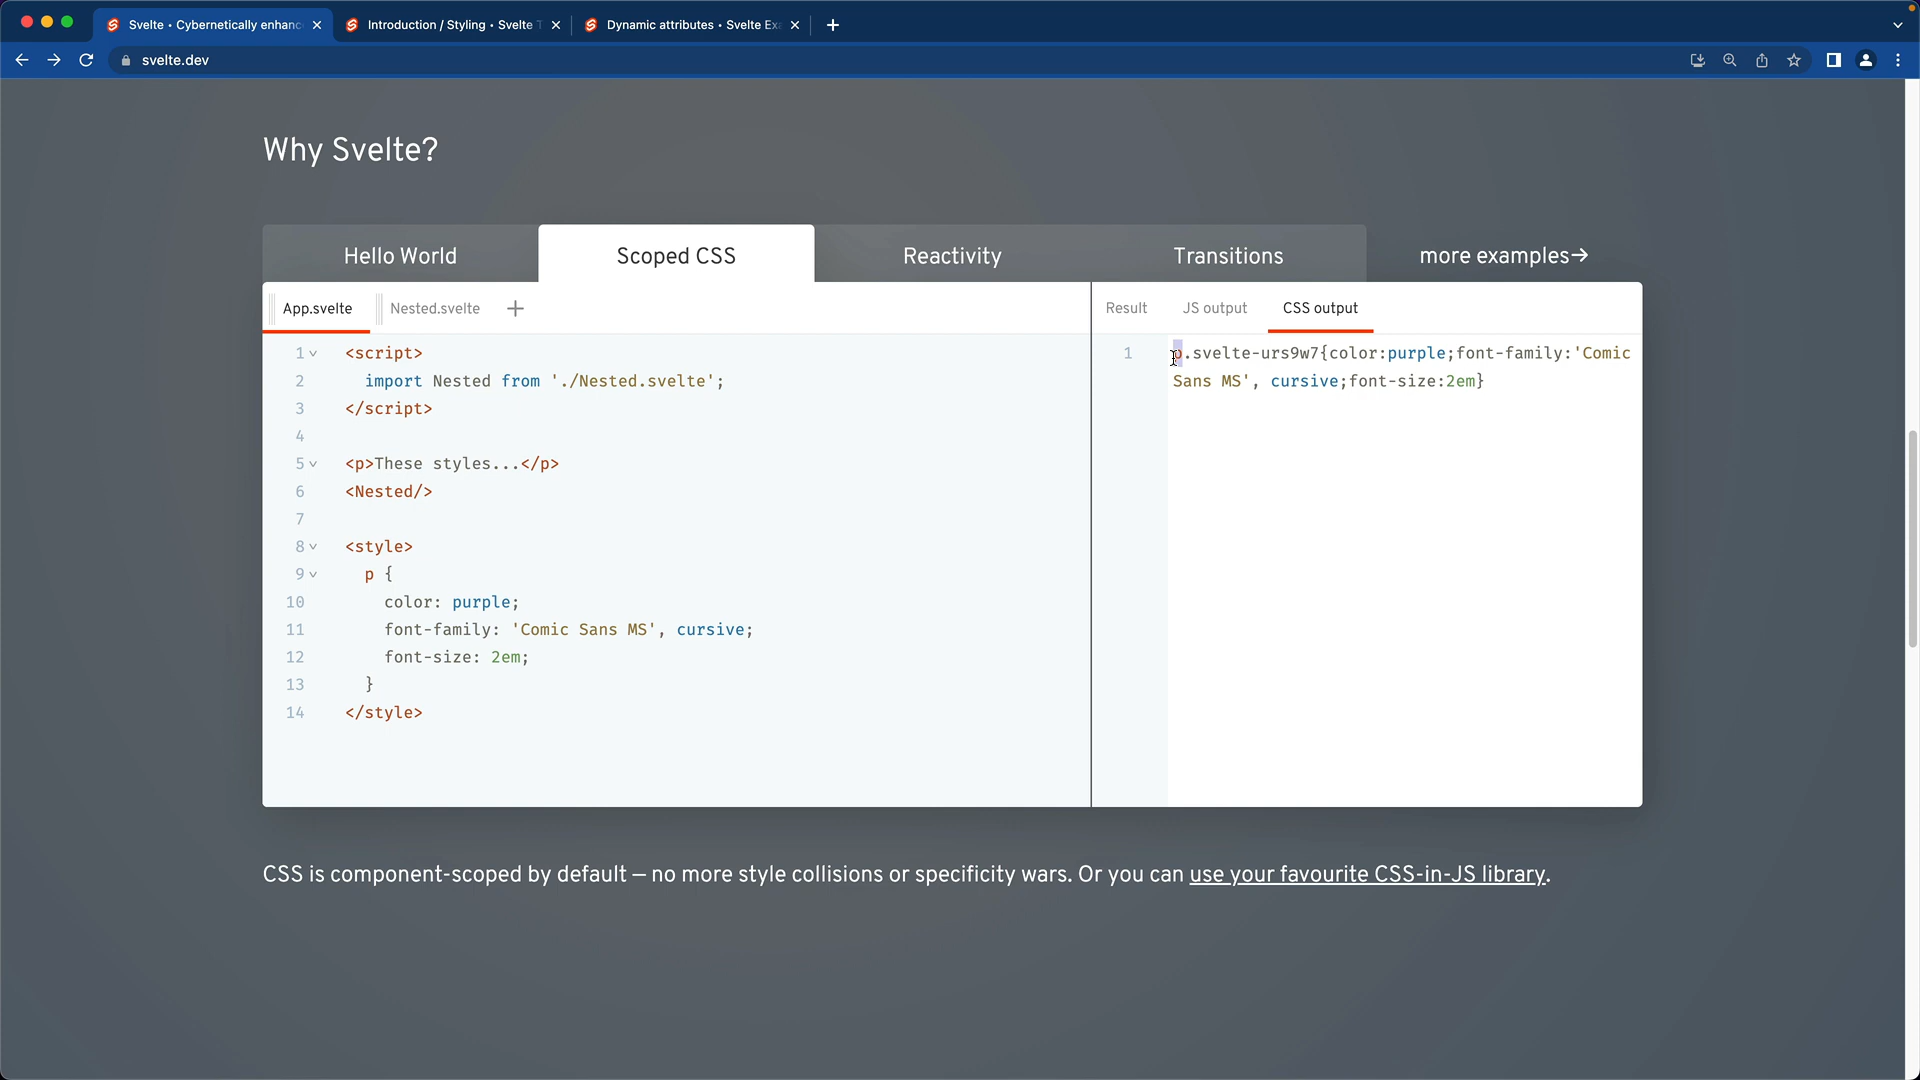 Svelte • Cybernetically enhanc
Introduction / Styling • Svelte T
Dynamic attributes • Svelte Ex
svelte.dev
Why Svelte?
Hello World
Scoped CSS
Reactivity
Transitions
more examples→
App.svelte
Nested.svelte
+
Result
JS output
CSS output
1 <script>
2 import Nested from './Nested.svelte';
3 </script>
4
5 <p>These styles...</p>
6 <Nested/>
7
8 <style>
9 p {
10 color: purple;
11 font-family: 'Comic Sans MS', cursive;
12 font-size: 2em;
13 }
14 </style>
1 p.svelte-urs9w7{color:purple;font-family:'Comic
Sans MS', cursive;font-size:2em}
CSS is component-scoped by default — no more style collisions or specificity wars. Or you can use your favourite CSS-in-JS library.